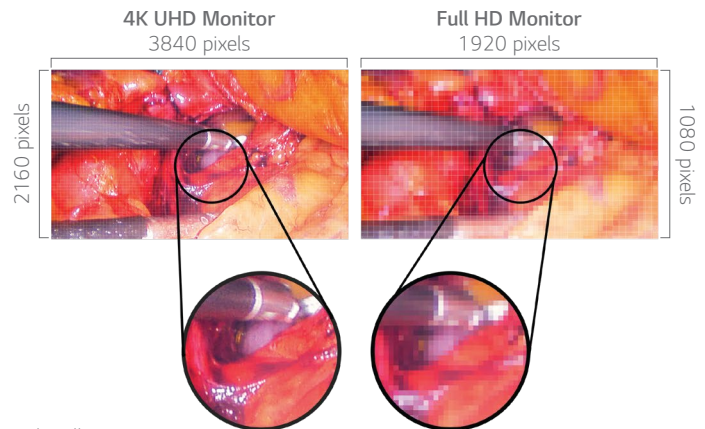 4K UHD Monitor
3840 pixels
Full HD Monitor
1920 pixels
2160 pixels
1080 pixels